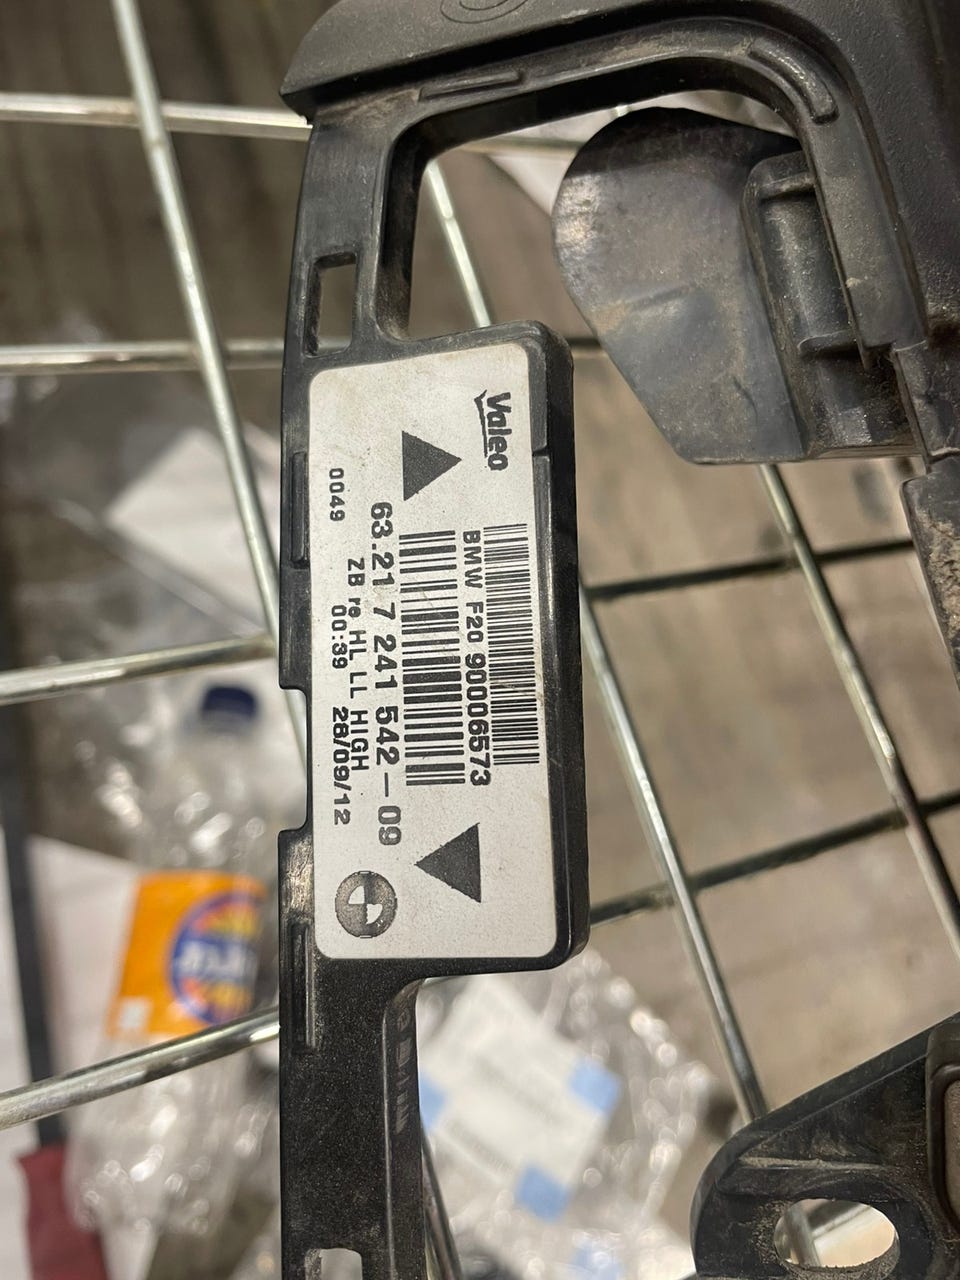 Valeo
BMW F20 90006573
63.21 7 241 542-09
ZB re HL LL HIGH
0049 00:39 28/09/12